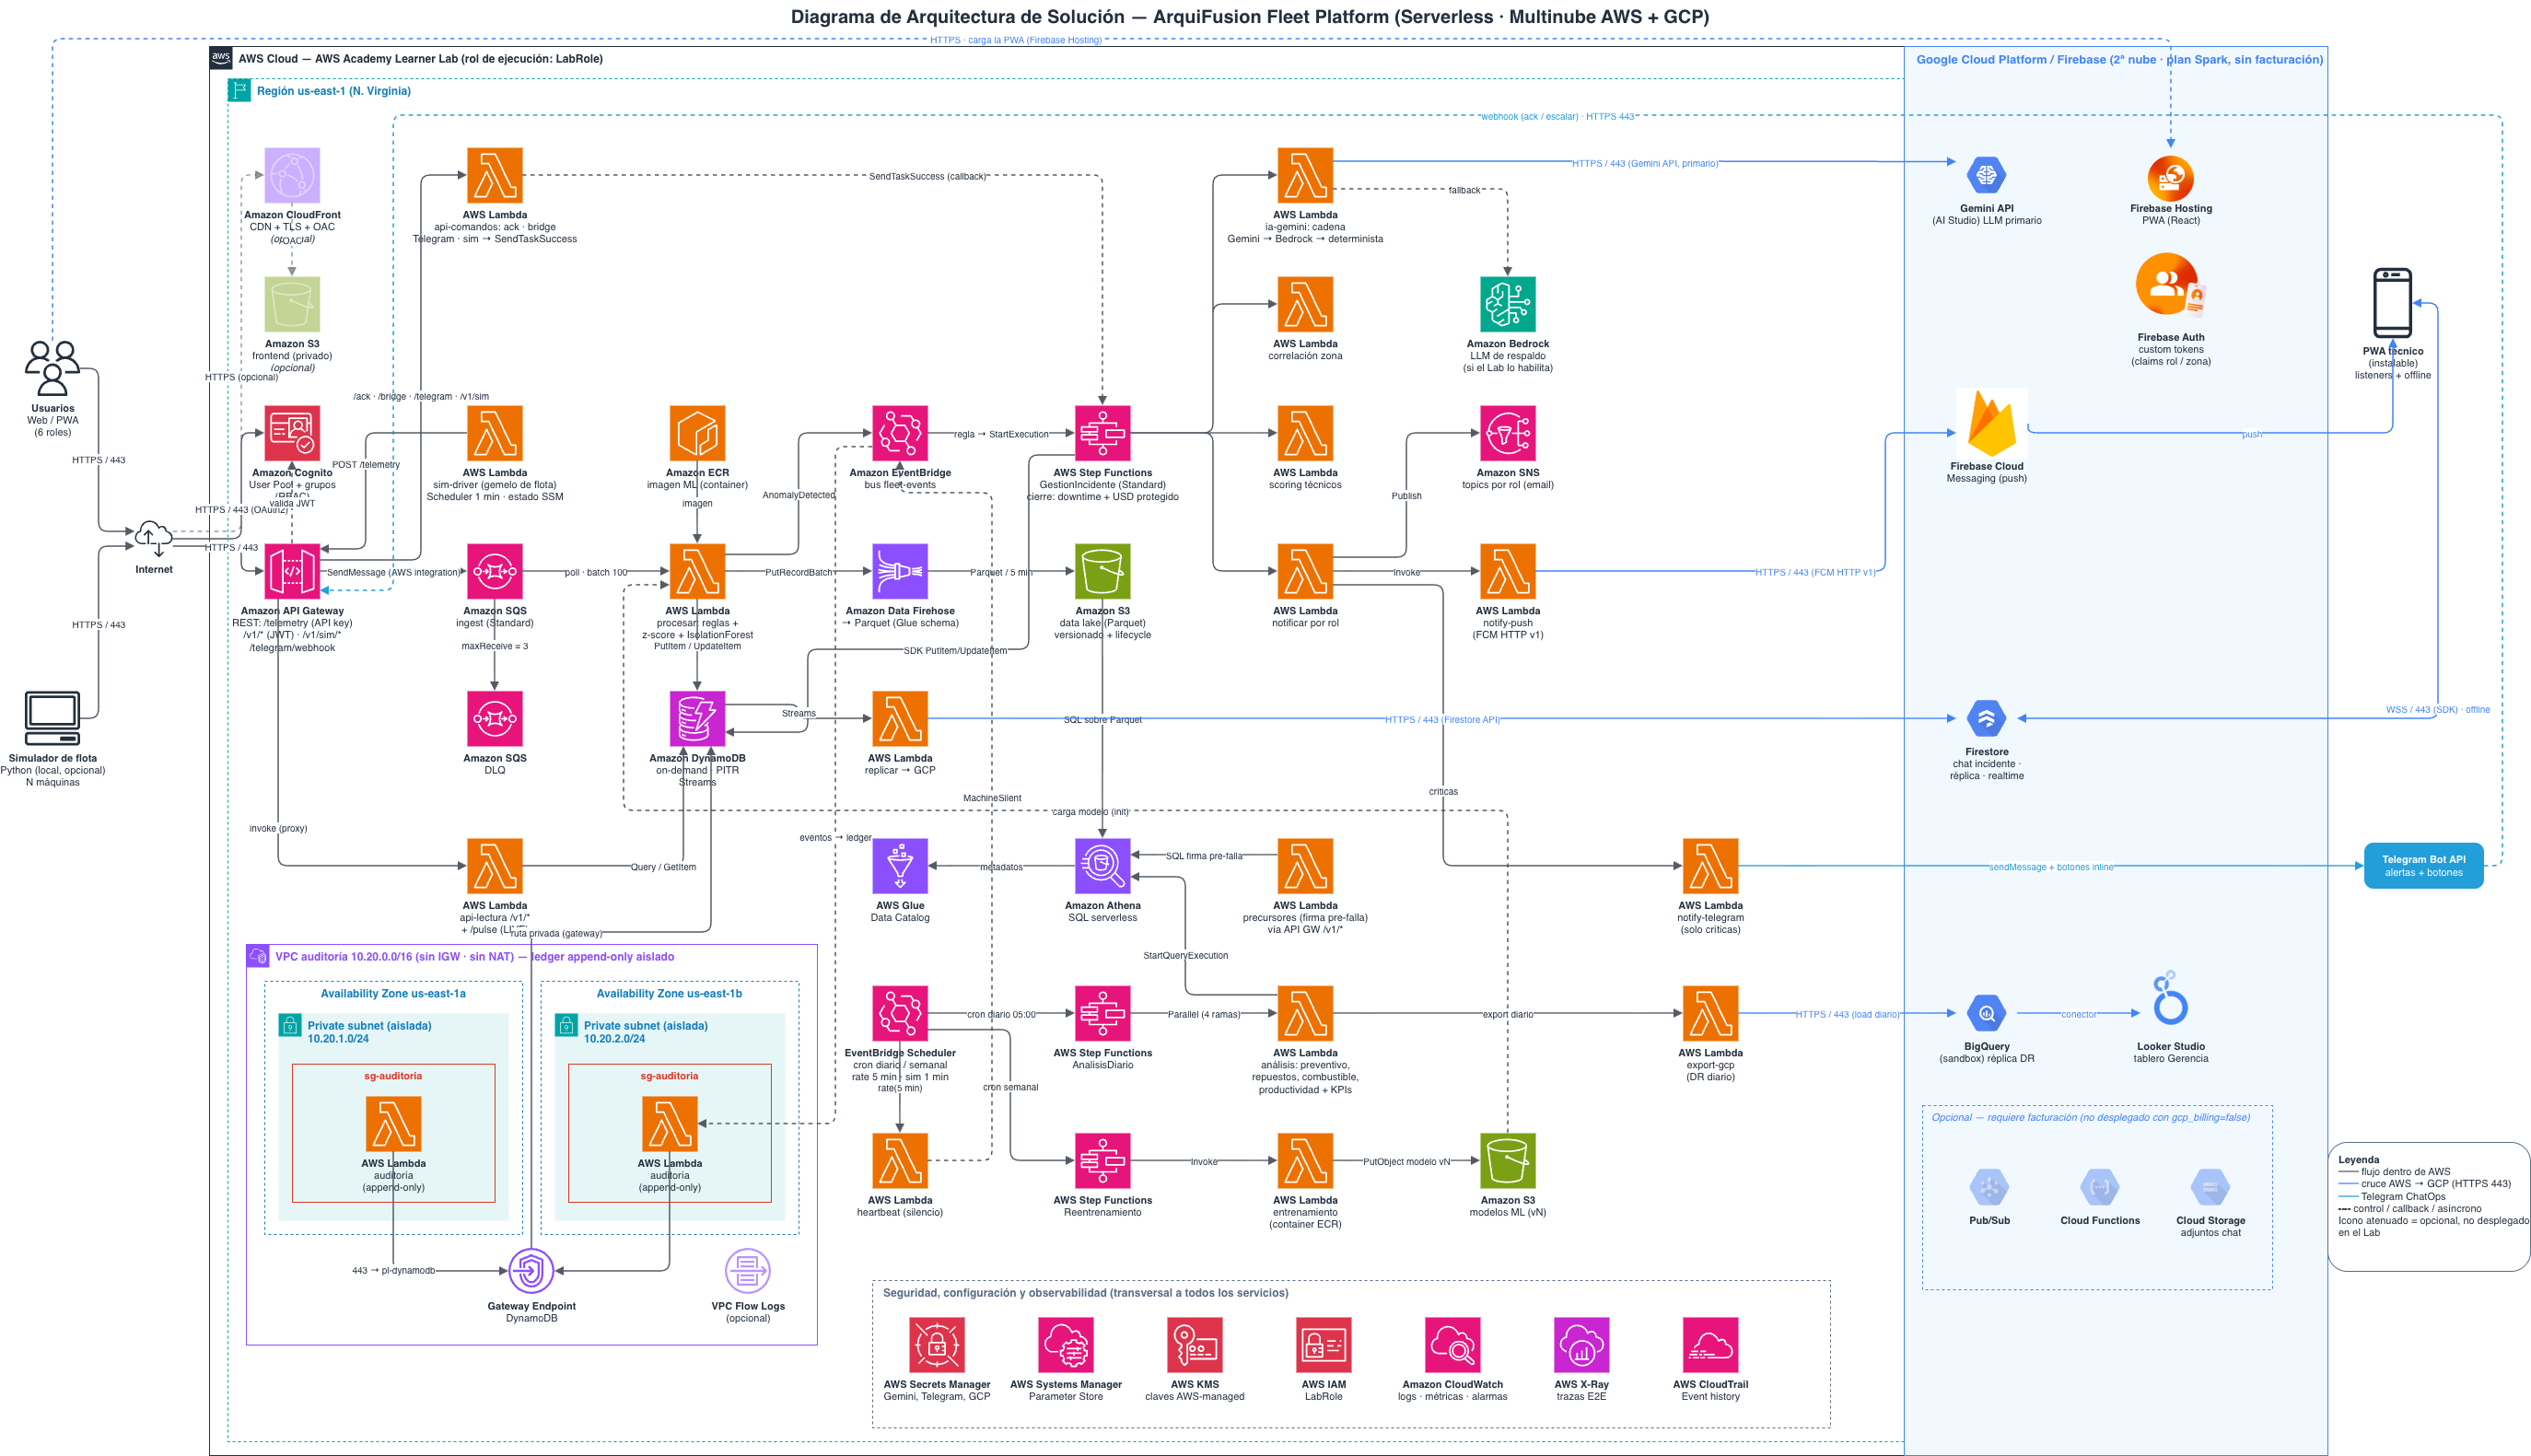 Diagrama de Arquitectura de Solución — ArquiFusion Fleet Platform (Serverless · Multinube AWS + GCP)
HTTPS · carga la PWA (Firebase Hosting)
aws
AWS Cloud — AWS Academy Learner Lab (rol de ejecución: LabRole)
Google Cloud Platform / Firebase (2ª nube · plan Spark, sin facturación)
Región us-east-1 (N. Virginia)
webhook (ack / escalar) · HTTPS 443
Amazon CloudFront
CDN + TLS + OAC
(opcional)
OAC
AWS Lambda
api-comandos: ack · bridge
Telegram · sim → SendTaskSuccess
SendTaskSuccess (callback)
AWS Lambda
ia-gemini: cadena
Gemini → Bedrock → determinista
HTTPS / 443 (Gemini API, primario)
fallback
Gemini API
(AI Studio) LLM primario
Firebase Hosting
PWA (React)
Amazon S3
frontend (privado)
(opcional)
AWS Lambda
correlación zona
Amazon Bedrock
LLM de respaldo
(si el Lab lo habilita)
Firebase Auth
custom tokens
(claims rol / zona)
PWA técnico
(instalable)
listeners + offline
Usuarios
Web / PWA
(6 roles)
HTTPS (opcional)
/ack · /bridge · /telegram · /v1/sim
HTTPS / 443
Amazon Cognito
User Pool + grupos
(RBAC)
valida JWT
HTTPS / 443 (OAuth2)
POST /telemetry
AWS Lambda
sim-driver (gemelo de flota)
Scheduler 1 min · estado SSM
Amazon ECR
imagen ML (container)
imagen
AnomalyDetected
Amazon EventBridge
bus fleet-events
regla → StartExecution
AWS Step Functions
GestionIncidente (Standard)
cierre: downtime + USD protegido
AWS Lambda
scoring técnicos
Publish
Amazon SNS
topics por rol (email)
Firebase Cloud
Messaging (push)
push
Internet
HTTPS / 443
HTTPS / 443
Amazon API Gateway
REST: /telemetry (API key)
/v1/* (JWT) · /v1/sim/*
/telegram/webhook
SendMessage (AWS integration)
Amazon SQS
ingest (Standard)
maxReceive = 3
poll · batch 100
AWS Lambda
procesar: reglas +
z-score + IsolationForest
PutItem / UpdateItem
PutRecordBatch
Amazon Data Firehose
→ Parquet (Glue schema)
Parquet / 5 min
Amazon S3
data lake (Parquet)
versionado + lifecycle
SDK PutItem/UpdateItem
AWS Lambda
notificar por rol
Invoke
AWS Lambda
notify-push
(FCM HTTP v1)
HTTPS / 443 (FCM HTTP v1)
Simulador de flota
Python (local, opcional)
N máquinas
Amazon SQS
DLQ
Amazon DynamoDB
on-demand · PITR
Streams
Streams
AWS Lambda
replicar → GCP
SQL sobre Parquet
HTTPS / 443 (Firestore API)
Firestore
chat incidente ·
réplica · realtime
WSS / 443 (SDK) · offline
MachineSilent
carga modelo (init)
críticas
invoke (proxy)
eventos → ledger
AWS Lambda
api-lectura /v1/*
+ /pulse (LIVE)
Query / GetItem
ruta privada (gateway)
AWS Glue
Data Catalog
metadatos
Amazon Athena
SQL serverless
SQL firma pre-falla
AWS Lambda
precursores (firma pre-falla)
vía API GW /v1/*
AWS Lambda
notify-telegram
(solo críticas)
sendMessage + botones inline
Telegram Bot API
alertas + botones
StartQueryExecution
VPC auditoría 10.20.0.0/16 (sin IGW · sin NAT) — ledger append-only aislado
Availability Zone us-east-1a
Availability Zone us-east-1b
Private subnet (aislada)
10.20.1.0/24
Private subnet (aislada)
10.20.2.0/24
sg-auditoria
sg-auditoria
AWS Lambda
auditoría
(append-only)
AWS Lambda
auditoría
(append-only)
443 → pl-dynamodb
Gateway Endpoint
DynamoDB
VPC Flow Logs
(opcional)
EventBridge Scheduler
cron diario / semanal
rate 5 min · sim 1 min
rate(5 min)
cron diario 05:00
cron semanal
AWS Step Functions
AnalisisDiario
Parallel (4 ramas)
AWS Lambda
análisis: preventivo,
repuestos, combustible,
productividad + KPIs
export diario
AWS Lambda
export-gcp
(DR diario)
HTTPS / 443 (load diario)
BigQuery
(sandbox) réplica DR
conector
Looker Studio
tablero Gerencia
AWS Lambda
heartbeat (silencio)
AWS Step Functions
Reentrenamiento
Invoke
AWS Lambda
entrenamiento
(container ECR)
PutObject modelo vN
Amazon S3
modelos ML (vN)
Opcional — requiere facturación (no desplegado con gcp_billing=false)
Pub/Sub
Cloud Functions
Cloud Storage
adjuntos chat
Leyenda
flujo dentro de AWS
cruce AWS → GCP (HTTPS 443)
Telegram ChatOps
control / callback / asíncrono
Icono atenuado = opcional, no desplegado
en el Lab
Seguridad, configuración y observabilidad (transversal a todos los servicios)
AWS Secrets Manager
Gemini, Telegram, GCP
AWS Systems Manager
Parameter Store
AWS KMS
claves AWS-managed
AWS IAM
LabRole
Amazon CloudWatch
logs · métricas · alarmas
AWS X-Ray
trazas E2E
AWS CloudTrail
Event history